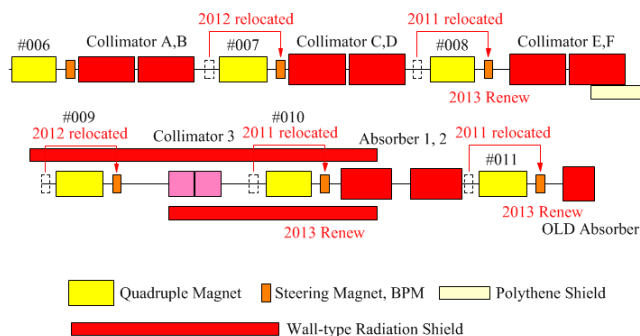 2012 relocated
2011 relocated
#006
Collimator A,B
#007
Collimator C,D
#008
Collimator E,F
2013 Renew
#009
2012 relocated
Collimator 3
#010
2011 relocated
Absorber 1, 2
2011 relocated
#011
2013 Renew
2013 Renew
OLD Absorber
Quadruple Magnet
Steering Magnet, BPM
Polythene Shield
Wall-type Radiation Shield